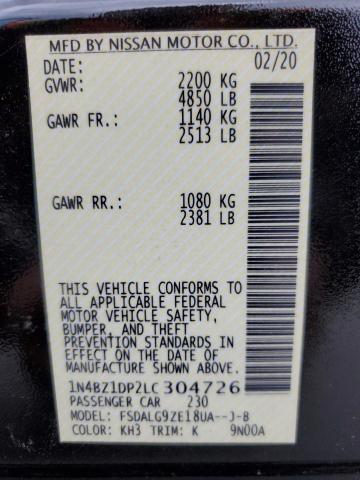 MFD BY NISSAN MOTOR CO., LTD.
DATE: 02/20
GVWR: 2200 KG
4850 LB
GAWR FR.: 1140 KG
2513 LB
GAWR RR.: 1080 KG
2381 LB
THIS VEHICLE CONFORMS TO
ALL APPLICABLE FEDERAL
MOTOR VEHICLE SAFETY,
BUMPER, AND THEFT
PREVENTION STANDARDS IN
EFFECT ON THE DATE OF
MANUFACTURE SHOWN ABOVE.
1N4BZ1DP2LC304726
PASSENGER CAR 230
MODEL: FSDALG9ZE18UA--J-8
COLOR: KH3 TRIM: K 9N00A